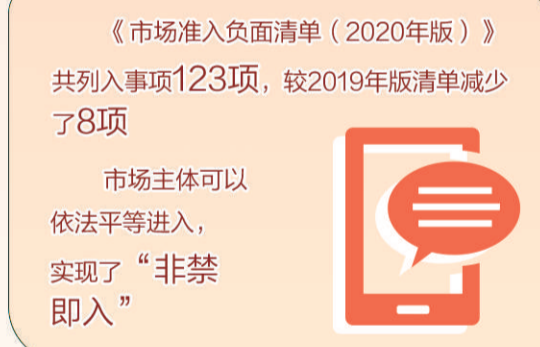 《市场准入负面清单（2020年版）》
共列入事项123项，较2019年版清单减少
了8项
市场主体可以
依法平等进入，
实现了“非禁
即入”